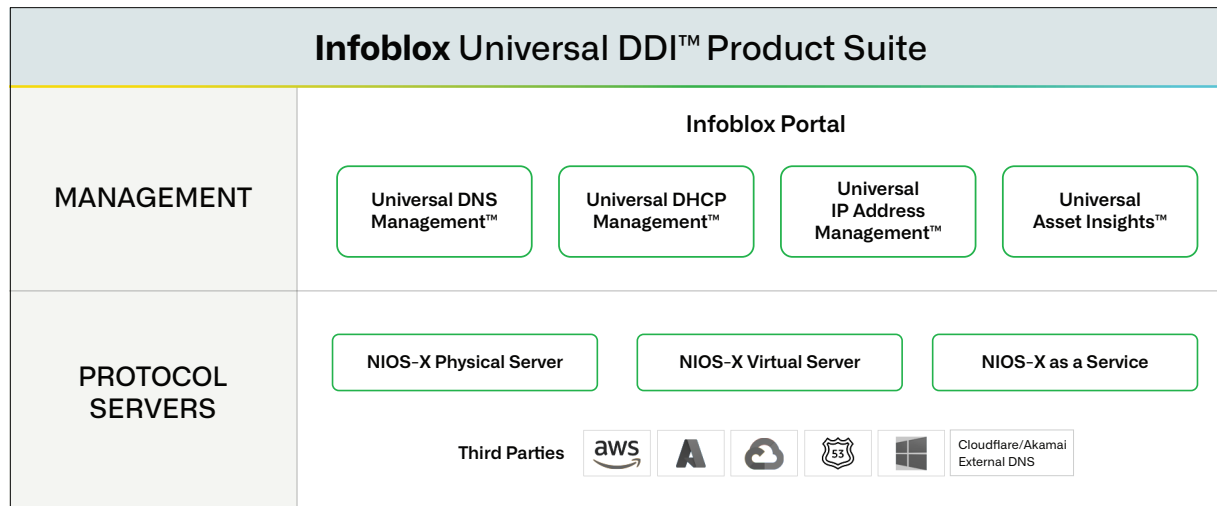 Infoblox Universal DDI™ Product Suite
MANAGEMENT
Infoblox Portal
Universal DNS
Management™
Universal DHCP
Management™
Universal
IP Address
Management™
Universal
Asset Insights™
PROTOCOL
SERVERS
NIOS-X Physical Server
NIOS-X Virtual Server
NIOS-X as a Service
Third Parties
aws
53
Cloudflare/Akamai
External DNS